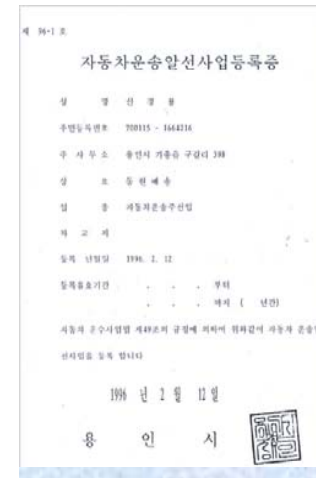 제 96-1 호
자동차운송알선사업등록증
성 명 신 경 용
주민등록번호 700115 - 1664216
주 사 무 소 용인시 기흥읍 구갈리 388
상 호 동 원 배 송
업 종 자동차운송주선업
차 고 지
등록 년월일 1996. 2. 12
등록유효기간 . . . 부터
. . . 까지 ( 년간)
자동차 운수사업법 제49조의 규정에 의하여 위와같이 자동차 운송알
선사업을 등록 합니다
1996 년 2 월 12 일
용 인 시